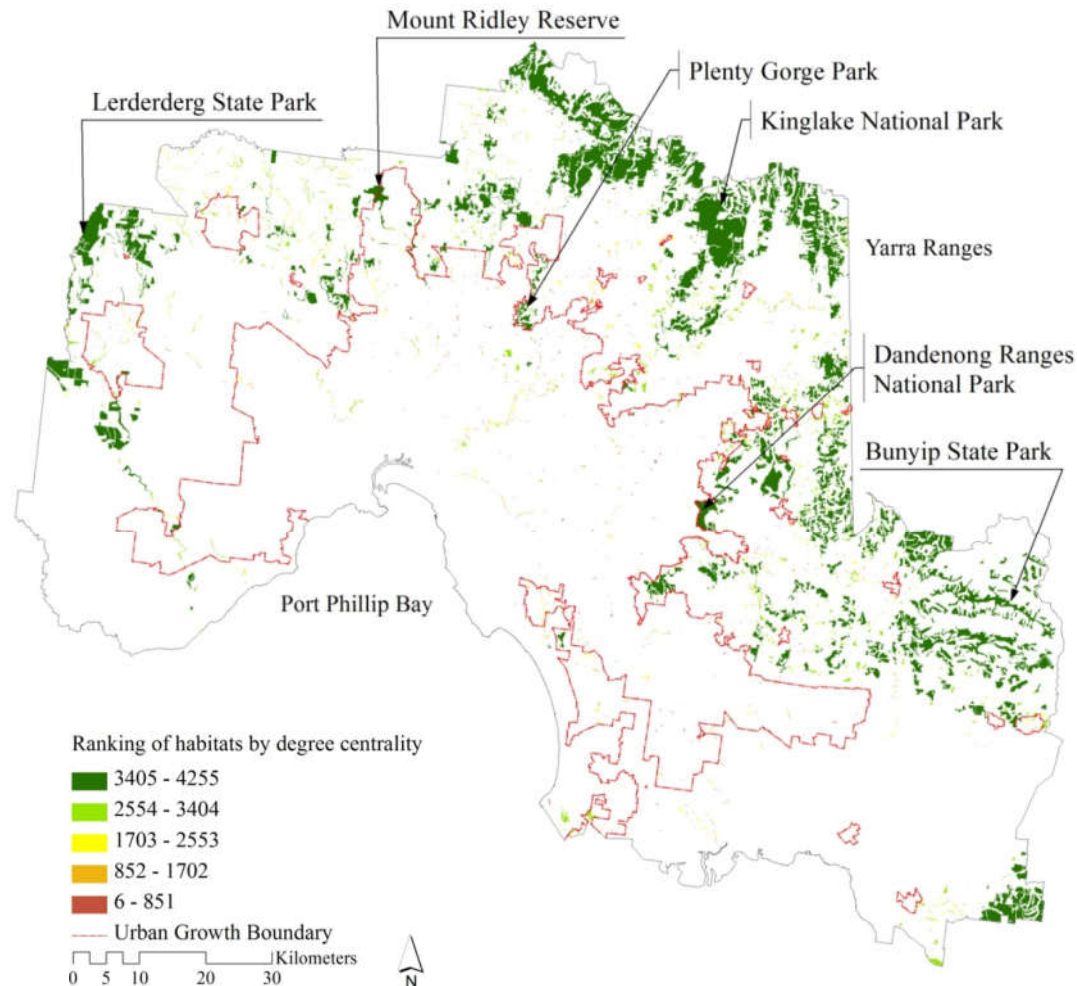 Mount Ridley Reserve
Plenty Gorge Park
Lerderderg State Park
Kinglake National Park
Yarra Ranges
Dandenong Ranges
National Park
Bunyip State Park
Port Phillip Bay
Ranking of habitats by degree centrality
3405 - 4255
2554 - 3404
1703 - 2553
852 - 1702
6 - 851
Urban Growth Boundary
Kilometers
0 5 10 20 30
N